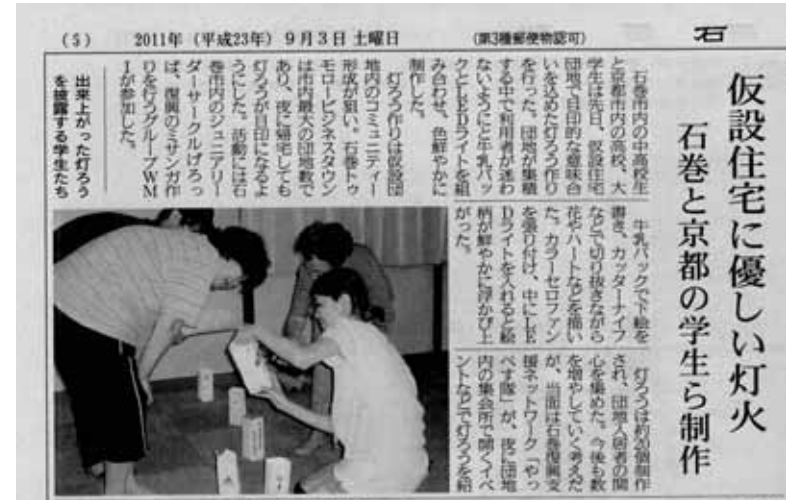 (5)
2011年(平成23年)9月3日 土曜日
(第3種郵便物認可)
石
仮設住宅に優しい灯火
石巻と京都の学生ら制作
石巻市内の中高校生
と京都市内の高校、大
学生は先日、仮設住宅
団地で目印的な意味合
いを込めた灯ろう作り
を行った。団地が集積
する中で利用者が迷わ
ないようにと牛乳パッ
クとLEDライトを組
み合わせ、色鮮やかに
制作した。
灯ろう作りは仮設団
地内のコミュニティー
形成が狙い。石巻トゥ
モロービジネスタウン
は市内最大の団地数で
あり、夜に帰宅しても
灯ろうが目印になるよ
うにした。活動には石
巻市内のジュニアリー
ダーサークルげろっ
ぱ、復興のミサンガ作
りを行うグループWM
Iが参加した。
出来上がった灯ろう
を披露する学生たち
牛乳パックで下絵を
書き、カッターナイフ
などで切り抜きながら
花やハートなどを描い
た。カラーセロファン
を張り付け、中にLE
Dライトを入れると絵
柄が鮮やかに浮かび上
がった。
灯ろうは約20個制作
され、団地入居者の関
心を集めた。今後も数
を増やしていく考えだ
が、当面は石巻復興支
援ネットワーク「やっ
ぺす隊」が、夜に団地
内の集会所で開くイベ
ントなどで灯ろうを紹